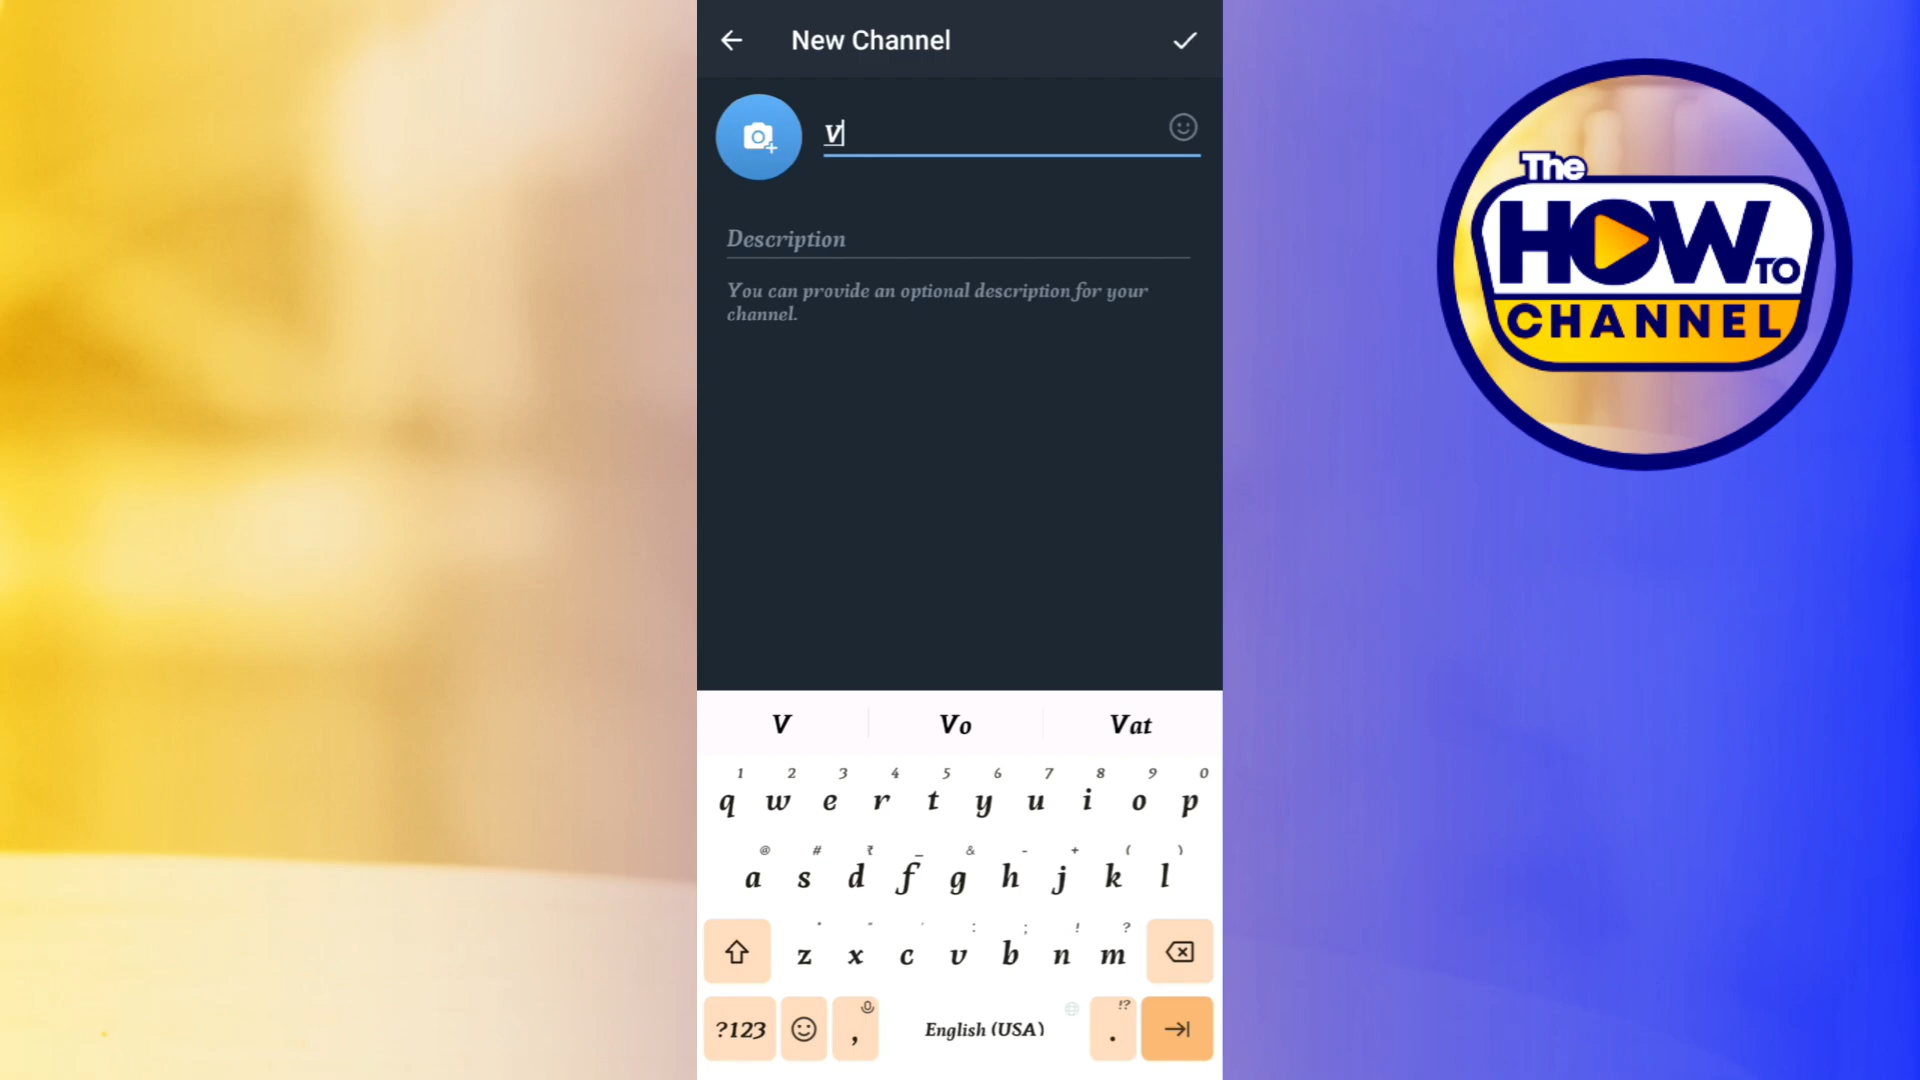 New Channel
V
Description
You can provide an optional description for your
channel.
The
HOW TO
CHANNEL
V Vo Vat
1 2 3 4 5 6 7 8 9 0
q w e r t y u i o p
@ # ₹ _ & - + ( )
a s d f g h j k l
: ; ! ?
z x c v b n m
!?
?123 , English (USA) .